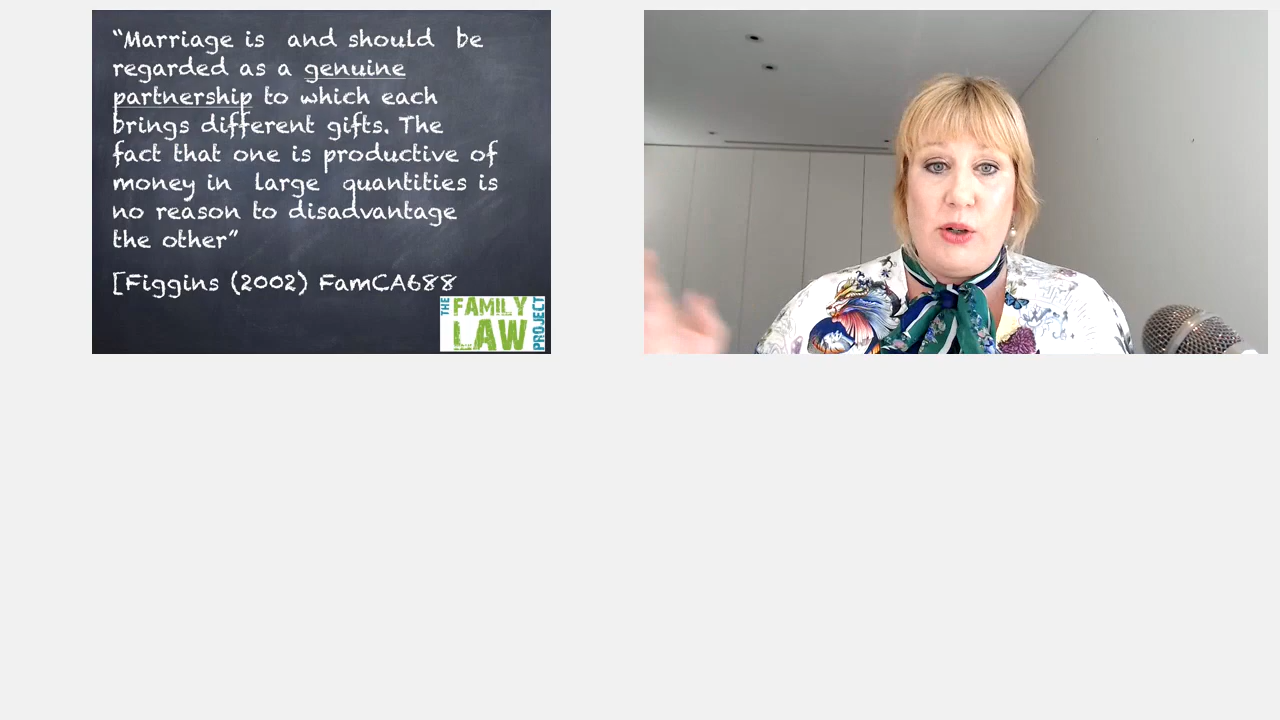 “Marriage is and should be
regarded as a genuine
partnership to which each
brings different gifts. The
fact that one is productive of
money in large quantities is
no reason to disadvantage
the other”
[Figgins (2002) FamCA688
THE FAMILY LAW PROJECT